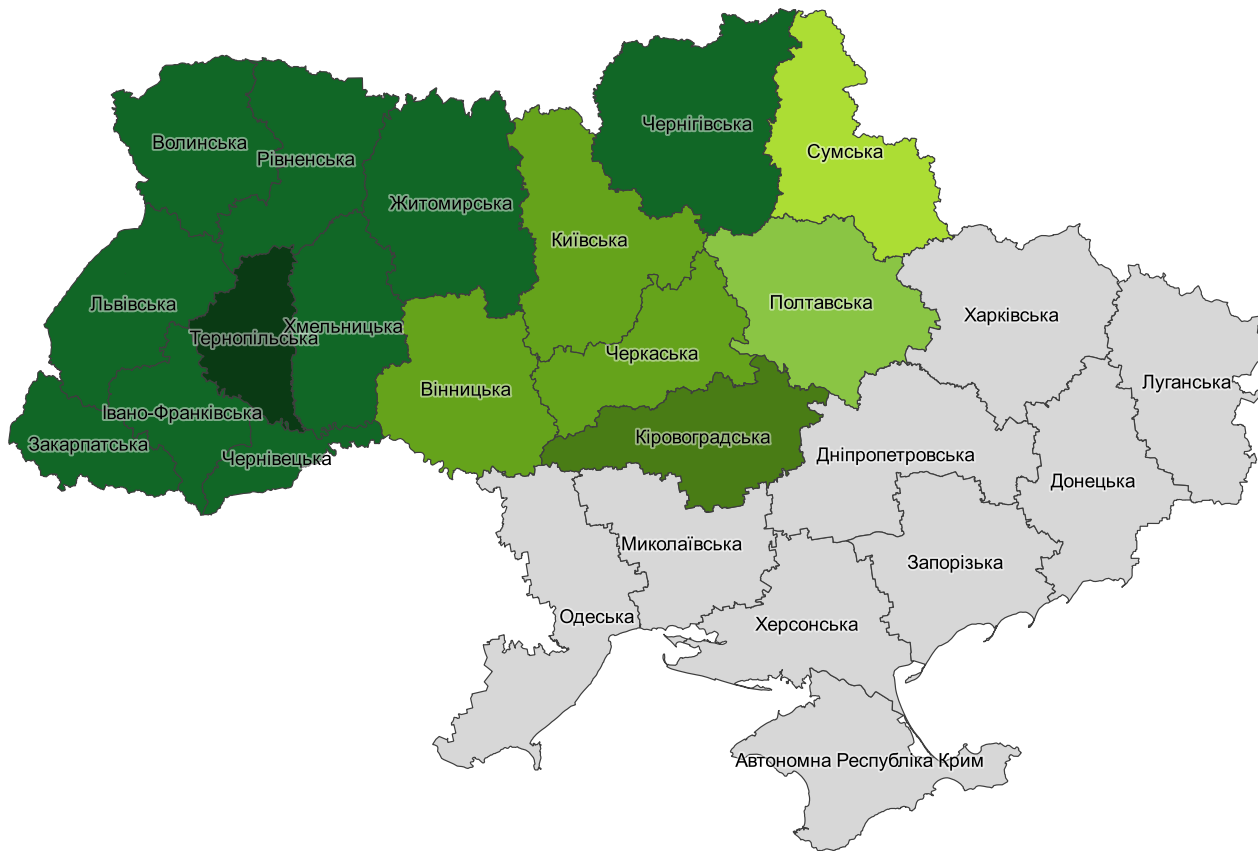 Чернігівська
Сумська
Волинська
Рівненська
Житомирська
Київська
Львівська
Полтавська
Харківська
Тернопільська
Хмельницька
Черкаська
Вінницька
Луганська
Івано-Франківська
Закарпатська
Чернівецька
Кіровоградська
Дніпропетровська
Донецька
Миколаївська
Запорізька
Одеська
Херсонська
Автономна Республіка Крим